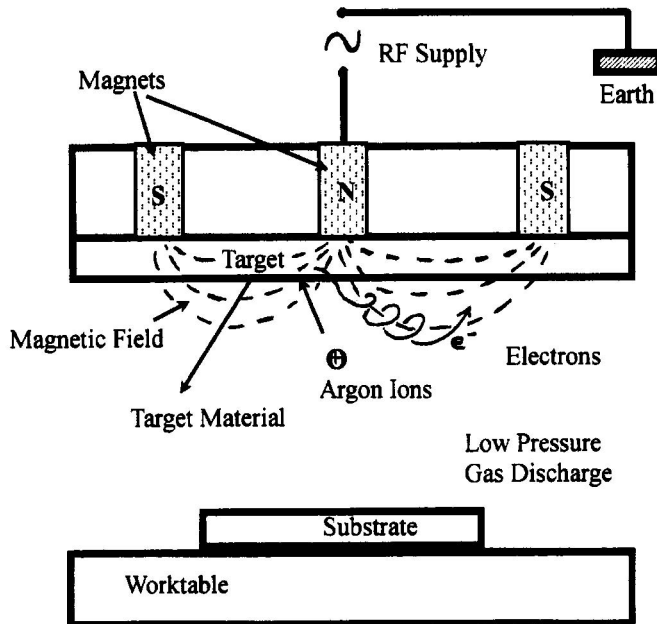 RF Supply
Earth
Magnets
S
N
S
Target
Magnetic Field
e-
Electrons
Argon Ions
Target Material
Low Pressure
Gas Discharge
Substrate
Worktable